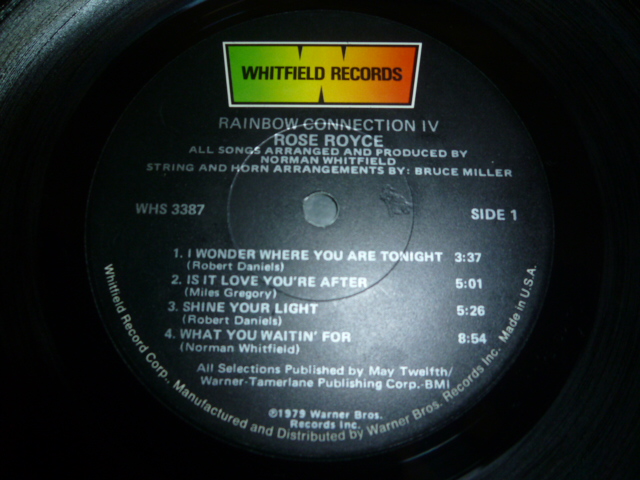 WHITFIELD RECORDS
RAINBOW CONNECTION IV
ROSE ROYCE
ALL SONGS ARRANGED AND PRODUCED BY
NORMAN WHITFIELD
STRING AND HORN ARRANGEMENTS BY: BRUCE MILLER
WHS 3387 SIDE 1
1. I WONDER WHERE YOU ARE TONIGHT 3:37
(Robert Daniels)
2. IS IT LOVE YOU'RE AFTER 5:01
(Miles Gregory)
3. SHINE YOUR LIGHT 5:26
(Robert Daniels)
4. WHAT YOU WAITIN' FOR 8:54
(Norman Whitfield)
All Selections Published by May Twelfth/
Warner-Tamerlane Publishing Corp.-BMI
©1979 Warner Bros.
Records Inc.
Whitfield Record Corp., Manufactured and Distributed by Warner Bros. Records Inc. Made in U.S.A.